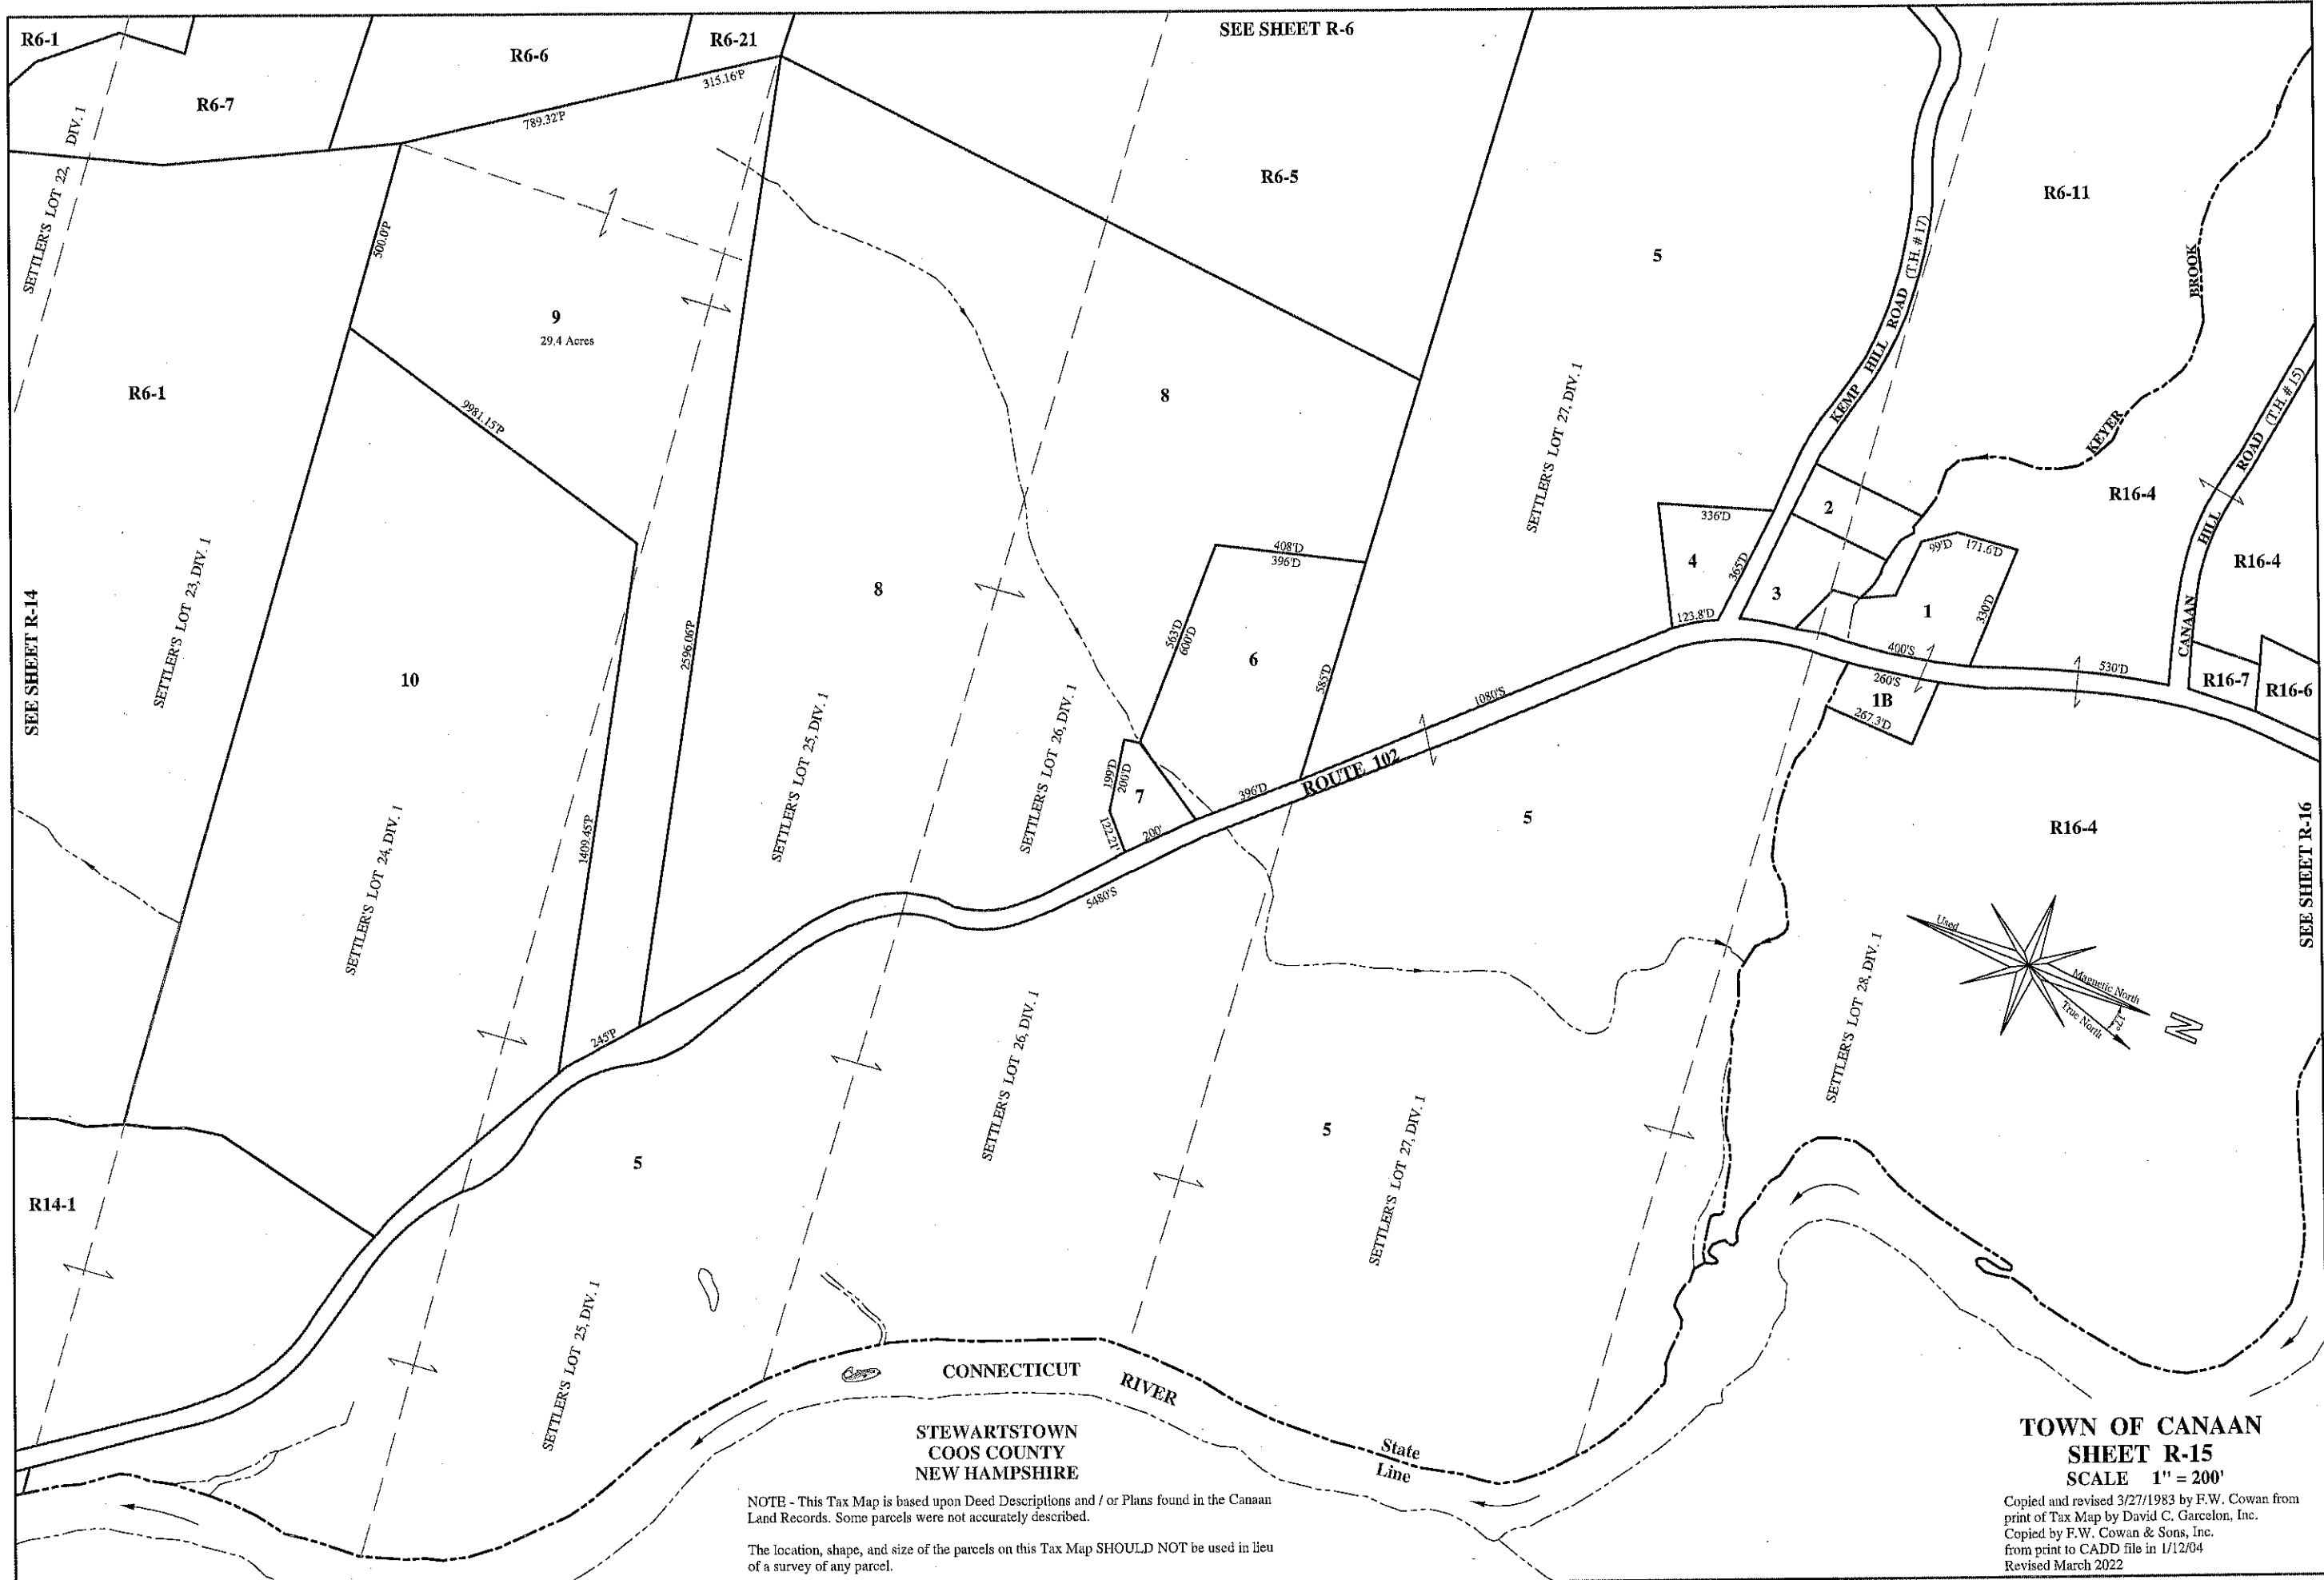 SEE SHEET R-6
R6-1
R6-6
R6-21
R6-7
315.16'P
789.32'P
SETTLER'S LOT 22, DIV. 1
R6-5
R6-11
500.0'P
5
KEMP HILL ROAD (T.H. # 17)
KEYER BROOK
9
29.4 Acres
R6-1
9981.15'P
8
SETTLER'S LOT 27, DIV. 1
CANAAN HILL ROAD (T.H. # 15)
R16-4
2
336'D
4
365'D
123.8'D
3
99'D 171.6'D
1
330'D
R16-4
408'D
396'D
563'D
600'D
6
585'D
8
SEE SHEET R-14
SETTLER'S LOT 23, DIV. 1
10
2596.06'P
400'S
260'S
1B
267.3'D
530'D
R16-7
R16-6
1080'S
ROUTE 102
396'D
199'D
200'D
7
122.21'
200'
5480'S
SETTLER'S LOT 24, DIV. 1
1409.45'P
SETTLER'S LOT 25, DIV. 1
SETTLER'S LOT 26, DIV. 1
5
R16-4
SEE SHEET R-16
245'P
SETTLER'S LOT 26, DIV. 1
SETTLER'S LOT 28, DIV. 1
Used
Magnetic North
True North
17°
N
5
5
SETTLER'S LOT 27, DIV. 1
R14-1
SETTLER'S LOT 25, DIV. 1
CONNECTICUT RIVER
State
Line
STEWARTSTOWN
COOS COUNTY
NEW HAMPSHIRE
NOTE - This Tax Map is based upon Deed Descriptions and / or Plans found in the Canaan
Land Records. Some parcels were not accurately described.
The location, shape, and size of the parcels on this Tax Map SHOULD NOT be used in lieu
of a survey of any parcel.
TOWN OF CANAAN
SHEET R-15
SCALE 1" = 200'
Copied and revised 3/27/1983 by F.W. Cowan from
print of Tax Map by David C. Garcelon, Inc.
Copied by F.W. Cowan & Sons, Inc.
from print to CADD file in 1/12/04
Revised March 2022